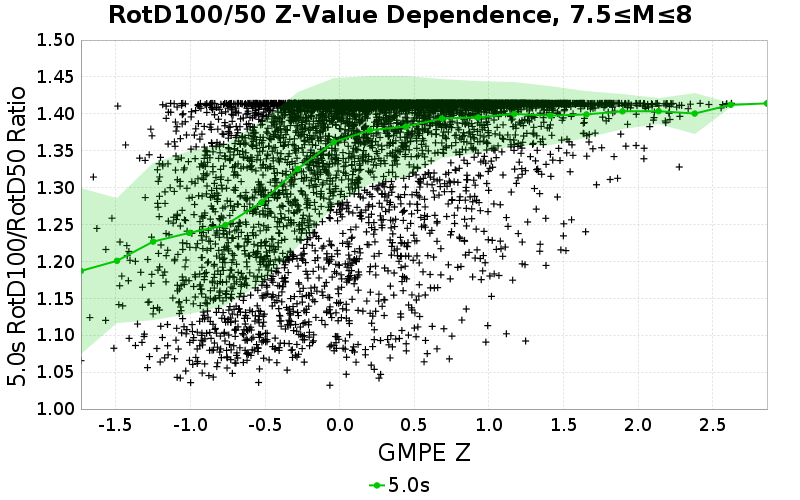 RotD100/50 Z-Value Dependence, 7.5≤M≤8
5.0s RotD100/RotD50 Ratio
1.50
1.45
1.40
1.35
1.30
1.25
1.20
1.15
1.10
1.05
1.00
-1.5 -1.0 -0.5 0.0 0.5 1.0 1.5 2.0 2.5
GMPE Z
5.0s